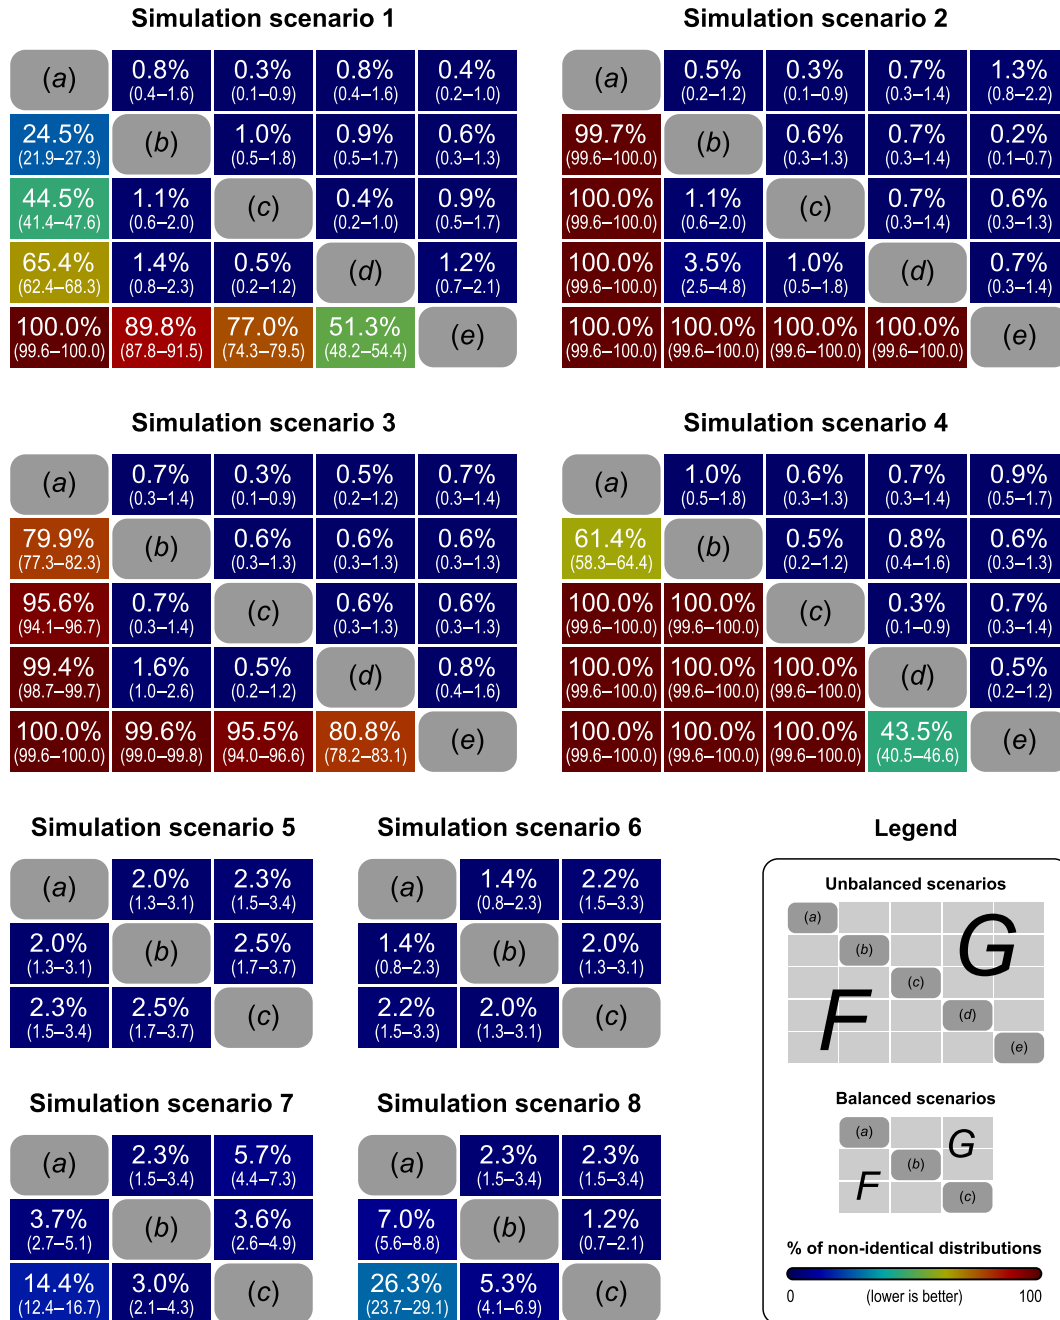 Simulation scenario 1
(a) 0.8% 0.3% 0.8% 0.4%
(0.4–1.6) (0.1–0.9) (0.4–1.6) (0.2–1.0)
24.5% (b) 1.0% 0.9% 0.6%
(21.9–27.3) (0.5–1.8) (0.5–1.7) (0.3–1.3)
44.5% 1.1% (c) 0.4% 0.9%
(41.4–47.6) (0.6–2.0) (0.2–1.0) (0.5–1.7)
65.4% 1.4% 0.5% (d) 1.2%
(62.4–68.3) (0.8–2.3) (0.2–1.2) (0.7–2.1)
100.0% 89.8% 77.0% 51.3% (e)
(99.6–100.0) (87.8–91.5) (74.3–79.5) (48.2–54.4)
Simulation scenario 2
(a) 0.5% 0.3% 0.7% 1.3%
(0.2–1.2) (0.1–0.9) (0.3–1.4) (0.8–2.2)
99.7% (b) 0.6% 0.7% 0.2%
(99.6–100.0) (0.3–1.3) (0.3–1.4) (0.1–0.7)
100.0% 1.1% (c) 0.7% 0.6%
(99.6–100.0) (0.6–2.0) (0.3–1.4) (0.3–1.3)
100.0% 3.5% 1.0% (d) 0.7%
(99.6–100.0) (2.5–4.8) (0.5–1.8) (0.3–1.4)
100.0% 100.0% 100.0% 100.0% (e)
(99.6–100.0) (99.6–100.0) (99.6–100.0) (99.6–100.0)
Simulation scenario 3
(a) 0.7% 0.3% 0.5% 0.7%
(0.3–1.4) (0.1–0.9) (0.2–1.2) (0.3–1.4)
79.9% (b) 0.6% 0.6% 0.6%
(77.3–82.3) (0.3–1.3) (0.3–1.3) (0.3–1.3)
95.6% 0.7% (c) 0.6% 0.6%
(94.1–96.7) (0.3–1.4) (0.3–1.3) (0.3–1.3)
99.4% 1.6% 0.5% (d) 0.8%
(98.7–99.7) (1.0–2.6) (0.2–1.2) (0.4–1.6)
100.0% 99.6% 95.5% 80.8% (e)
(99.6–100.0) (99.0–99.8) (94.0–96.6) (78.2–83.1)
Simulation scenario 4
(a) 1.0% 0.6% 0.7% 0.9%
(0.5–1.8) (0.3–1.3) (0.3–1.4) (0.5–1.7)
61.4% (b) 0.5% 0.8% 0.6%
(58.3–64.4) (0.2–1.2) (0.4–1.6) (0.3–1.3)
100.0% 100.0% (c) 0.3% 0.7%
(99.6–100.0) (99.6–100.0) (0.1–0.9) (0.3–1.4)
100.0% 100.0% 100.0% (d) 0.5%
(99.6–100.0) (99.6–100.0) (99.6–100.0) (0.2–1.2)
100.0% 100.0% 100.0% 43.5% (e)
(99.6–100.0) (99.6–100.0) (99.6–100.0) (40.5–46.6)
Simulation scenario 5
(a) 2.0% 2.3%
(1.3–3.1) (1.5–3.4)
2.0% (b) 2.5%
(1.3–3.1) (1.7–3.7)
2.3% 2.5% (c)
(1.5–3.4) (1.7–3.7)
Simulation scenario 6
(a) 1.4% 2.2%
(0.8–2.3) (1.5–3.3)
1.4% (b) 2.0%
(0.8–2.3) (1.3–3.1)
2.2% 2.0% (c)
(1.5–3.3) (1.3–3.1)
Simulation scenario 7
(a) 2.3% 5.7%
(1.5–3.4) (4.4–7.3)
3.7% (b) 3.6%
(2.7–5.1) (2.6–4.9)
14.4% 3.0% (c)
(12.4–16.7) (2.1–4.3)
Simulation scenario 8
(a) 2.3% 2.3%
(1.5–3.4) (1.5–3.4)
7.0% (b) 1.2%
(5.6–8.8) (0.7–2.1)
26.3% 5.3% (c)
(23.7–29.1) (4.1–6.9)
Legend
Unbalanced scenarios
(a)
(b) G
(c)
F (d)
(e)
Balanced scenarios
(a) G
(b)
F (c)
% of non-identical distributions
0 (lower is better) 100